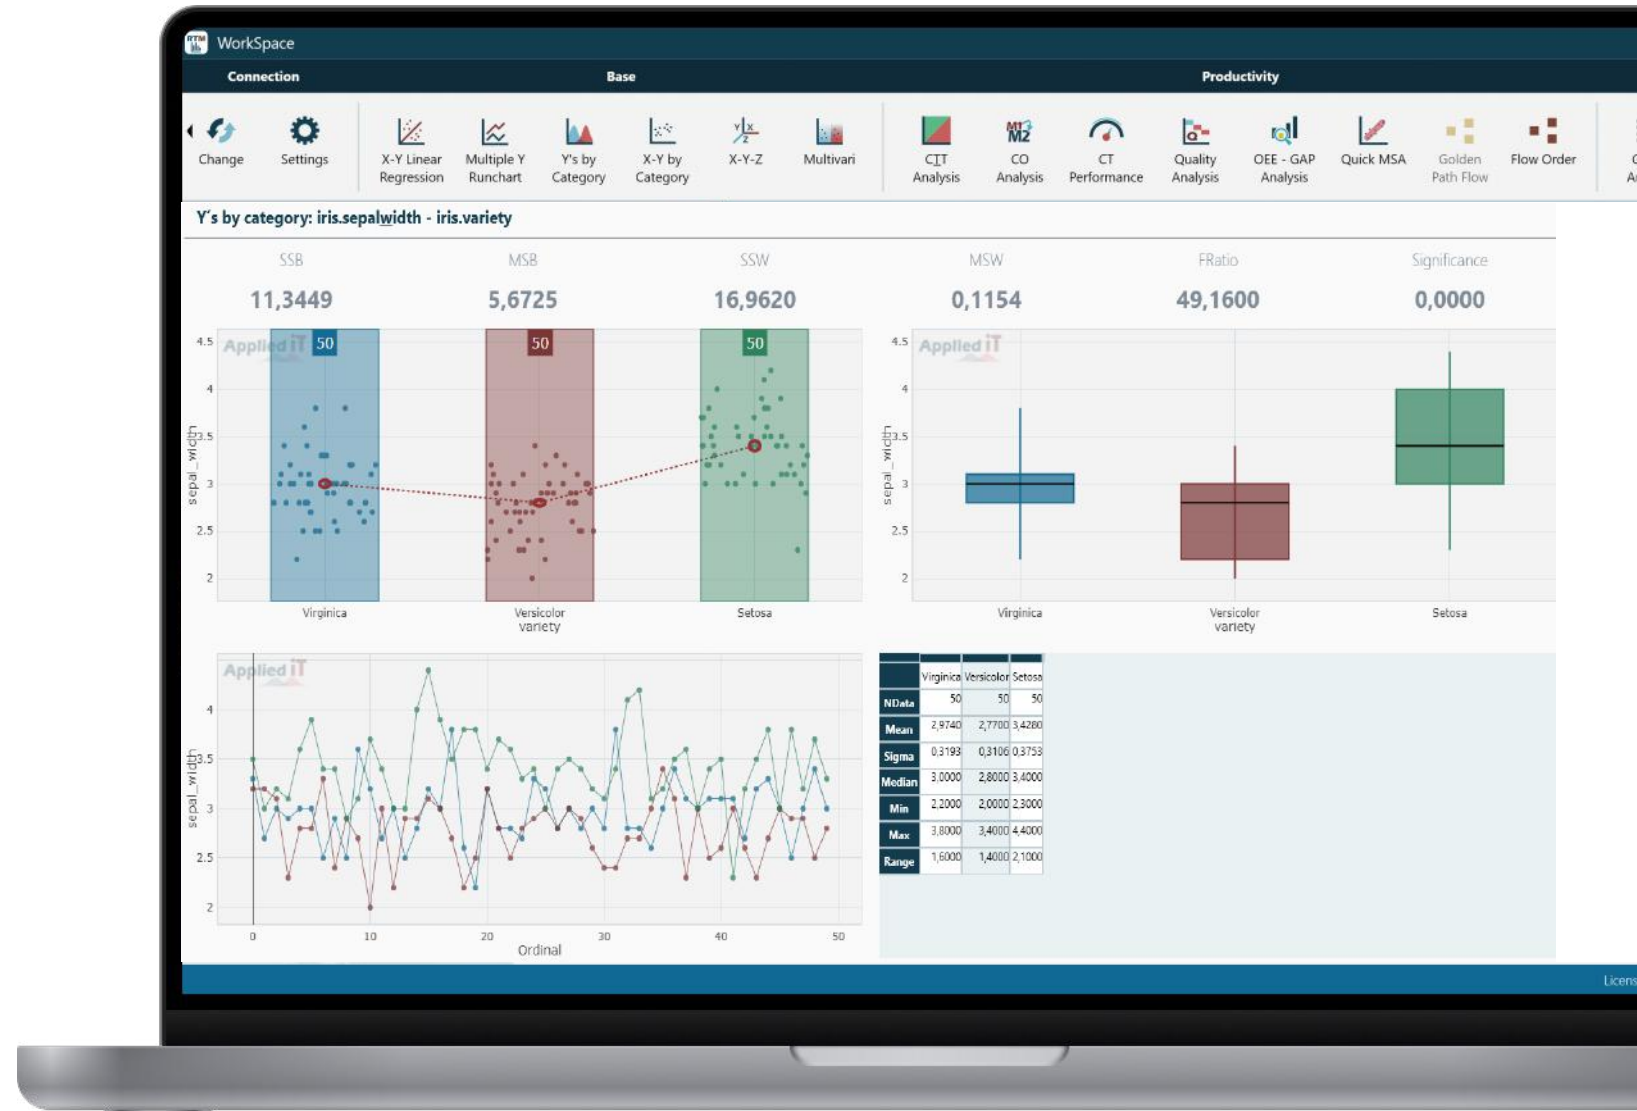 RTM
WorkSpace
Connection
Base
Productivity
Change
Settings
X-Y Linear
Regression
Multiple Y
Runchart
Y's by
Category
X-Y by
Category
X-Y-Z
Multivari
CIT
Analysis
M1
M2
CO
Analysis
CT
Performance
Quality
Analysis
OEE - GAP
Analysis
Quick MSA
Golden
Path Flow
Flow Order
Y´s by category: iris.sepalwidth - iris.variety
SSB
MSB
SSW
MSW
FRatio
Significance
11,3449
5,6725
16,9620
0,1154
49,1600
0,0000
Applied iT
50
50
50
4.5
4
3.5
3
2.5
2
sepal_width
Virginica
Versicolor
Setosa
variety
Applied iT
4.5
4
3.5
3
2.5
2
sepal_width
Virginica
Versicolor
Setosa
variety
Applied iT
4
3.5
3
2.5
2
sepal_width
0 10 20 30 40 50
Ordinal
Virginica Versicolor Setosa
NData 50 50 50
Mean 2,9740 2,7700 3,4280
Sigma 0,3193 0,3106 0,3753
Median 3,0000 2,8000 3,4000
Min 2,2000 2,0000 2,3000
Max 3,8000 3,4000 4,4000
Range 1,6000 1,4000 2,1000
Licens